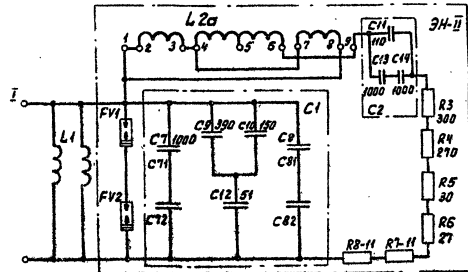 L2a
ЭН-II
1
2
3
4
5
6
7
8
9
C11
110
C13
C14
1000
1000
C2
I
FV1
C1
C7
1000
C9
390
C10
150
C9
R3
300
L1
C71
C81
R4
270
R5
30
FV2
C72
C12
51
C82
R6
27
R8-11
R7-11